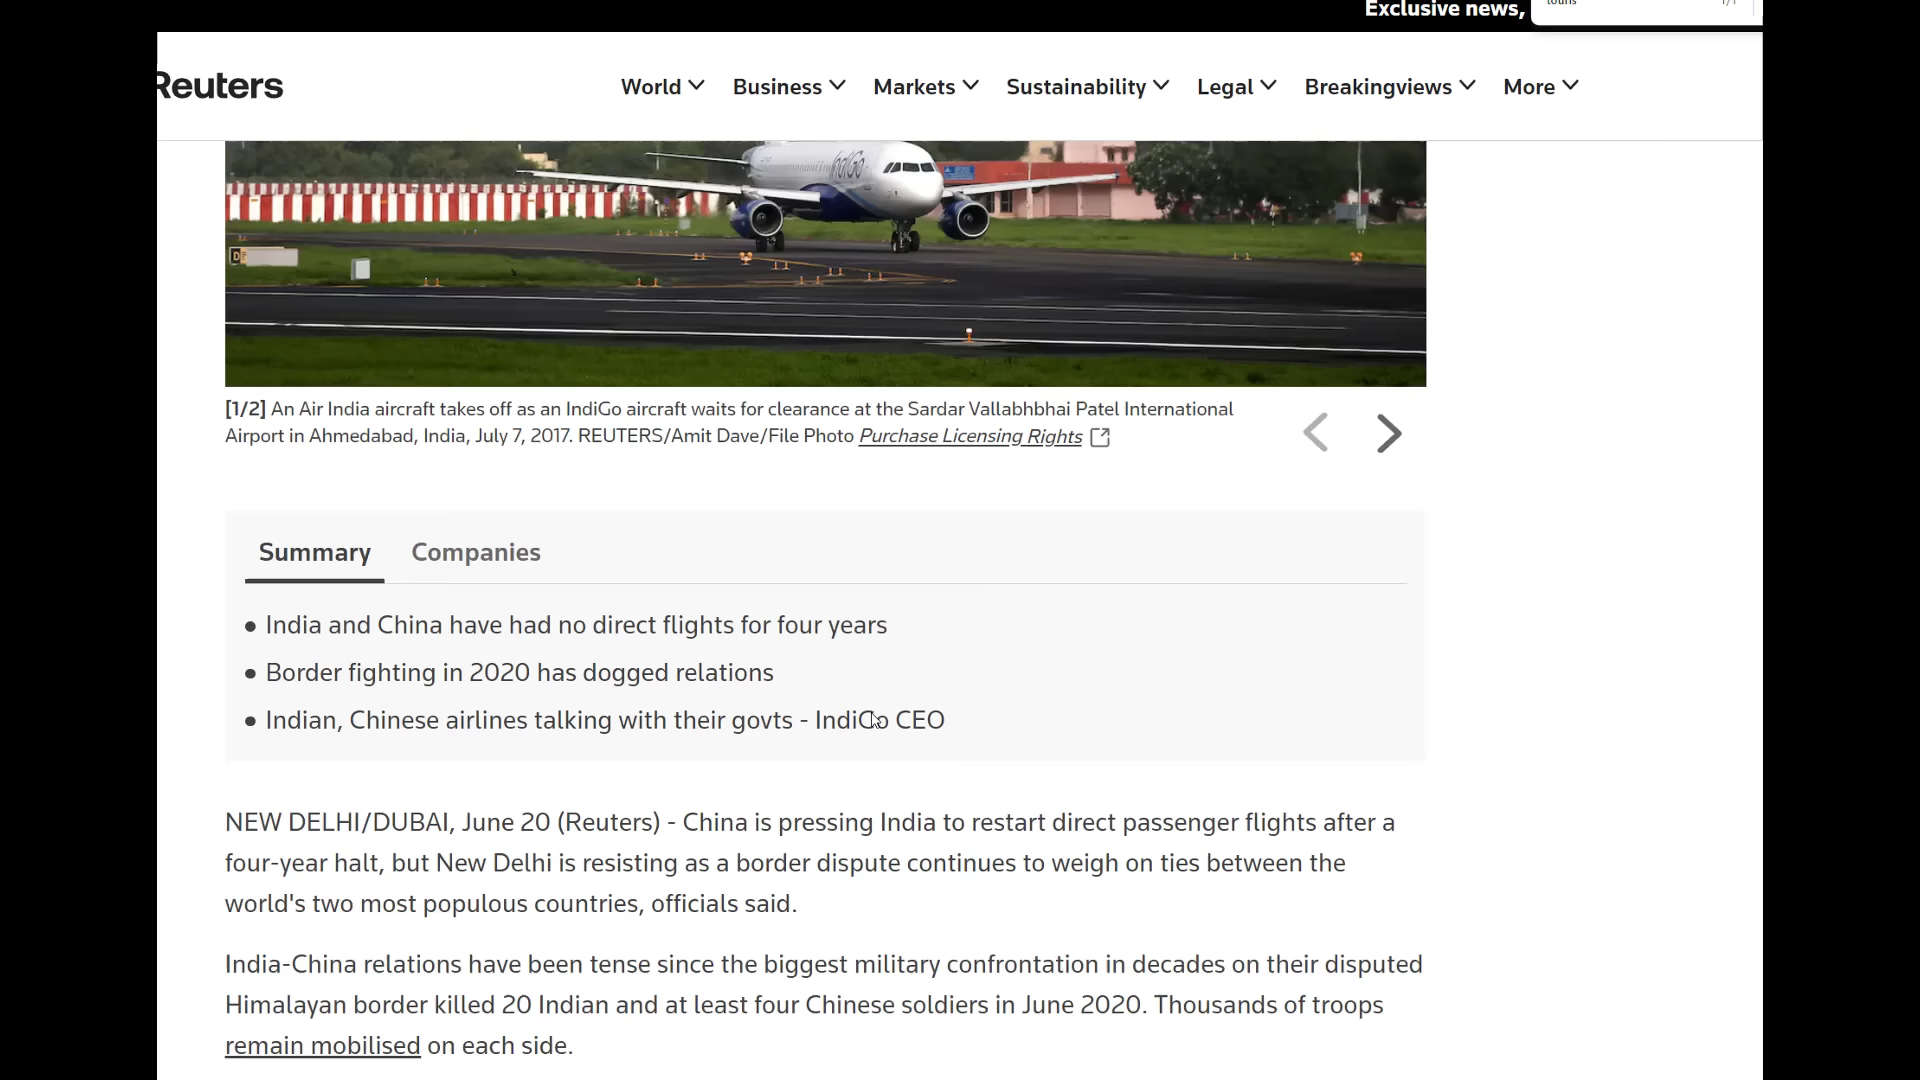 Exclusive news,
touris
1/1
Reuters
World
Business
Markets
Sustainability
Legal
Breakingviews
More
IndiGo
[1/2] An Air India aircraft takes off as an IndiGo aircraft waits for clearance at the Sardar Vallabhbhai Patel International
Airport in Ahmedabad, India, July 7, 2017. REUTERS/Amit Dave/File Photo Purchase Licensing Rights
Summary
Companies
India and China have had no direct flights for four years
Border fighting in 2020 has dogged relations
Indian, Chinese airlines talking with their govts - IndiGo CEO
NEW DELHI/DUBAI, June 20 (Reuters) - China is pressing India to restart direct passenger flights after a
four-year halt, but New Delhi is resisting as a border dispute continues to weigh on ties between the
world's two most populous countries, officials said.
India-China relations have been tense since the biggest military confrontation in decades on their disputed
Himalayan border killed 20 Indian and at least four Chinese soldiers in June 2020. Thousands of troops
remain mobilised on each side.